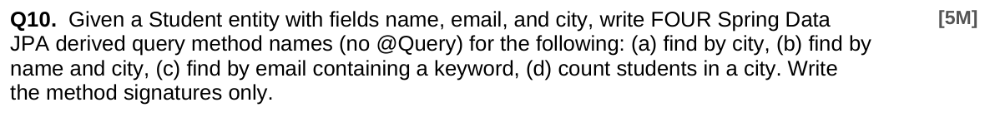 Q10. Given a Student entity with fields name, email, and city, write FOUR Spring Data [5M]
JPA derived query method names (no @Query) for the following: (a) find by city, (b) find by
name and city, (c) find by email containing a keyword, (d) count students in a city. Write
the method signatures only.